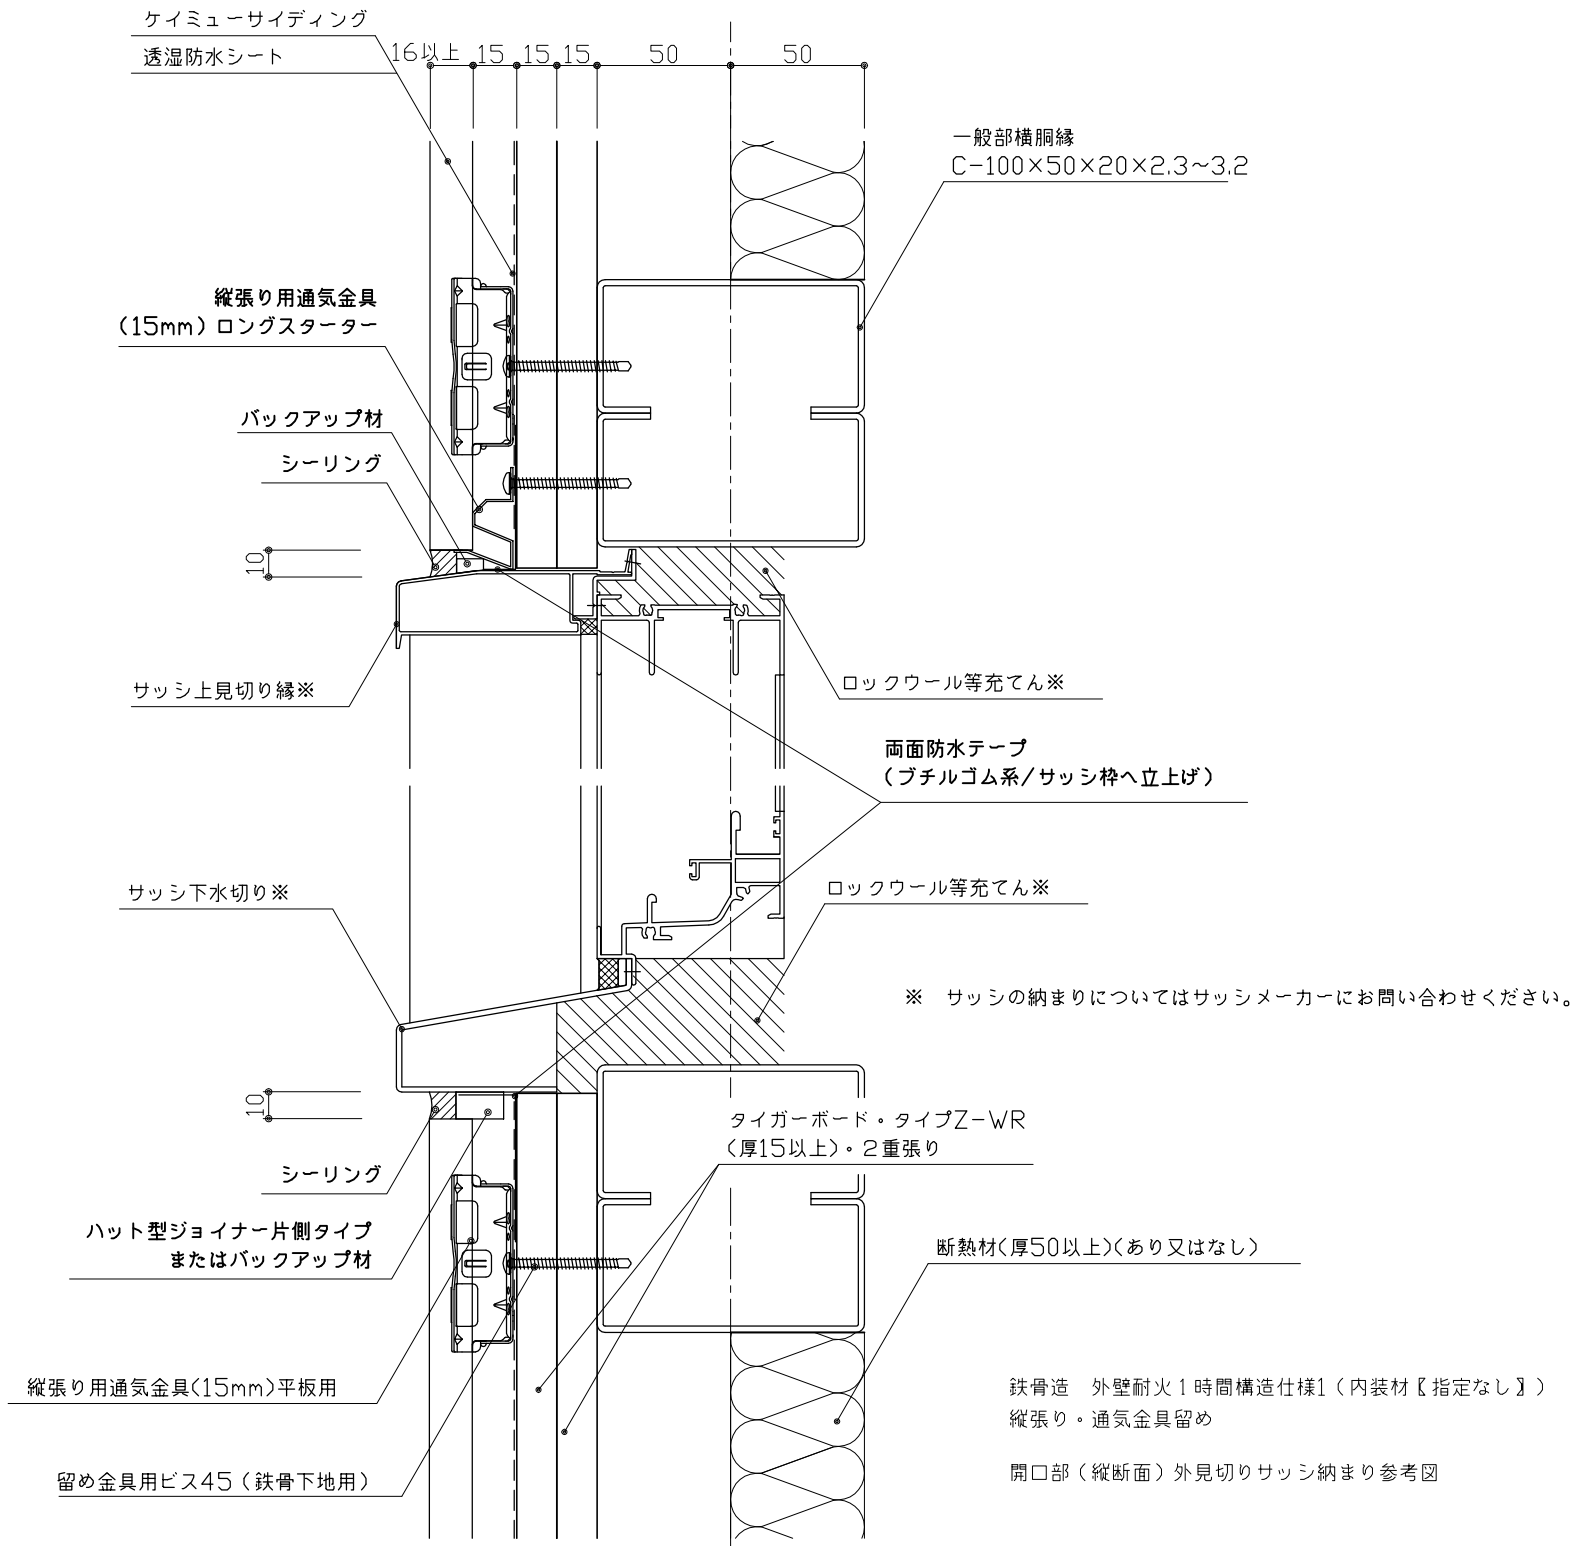 ケイミューサイディング
透湿防水シート
16以上 15 15 15 50 50
一般部横胴縁
C-100×50×20×2.3~3.2
縦張り用通気金具
(15mm) ロングスターター
バックアップ材
シーリング
10
サッシ上見切り縁※
ロックウール等充てん※
両面防水テープ
(ブチルゴム系/サッシ枠へ立上げ)
サッシ下水切り※
ロックウール等充てん※
※ サッシの納まりについてはサッシメーカーにお問い合わせください。
10
タイガーボード・タイプZ-WR
(厚15以上)・2重張り
シーリング
ハット型ジョイナー片側タイプ
またはバックアップ材
断熱材(厚50以上)(あり又はなし)
縦張り用通気金具(15mm)平板用
留め金具用ビス45(鉄骨下地用)
鉄骨造 外壁耐火1時間構造仕様1(内装材〖指定なし〗)
縦張り・通気金具留め
開口部(縦断面)外見切りサッシ納まり参考図